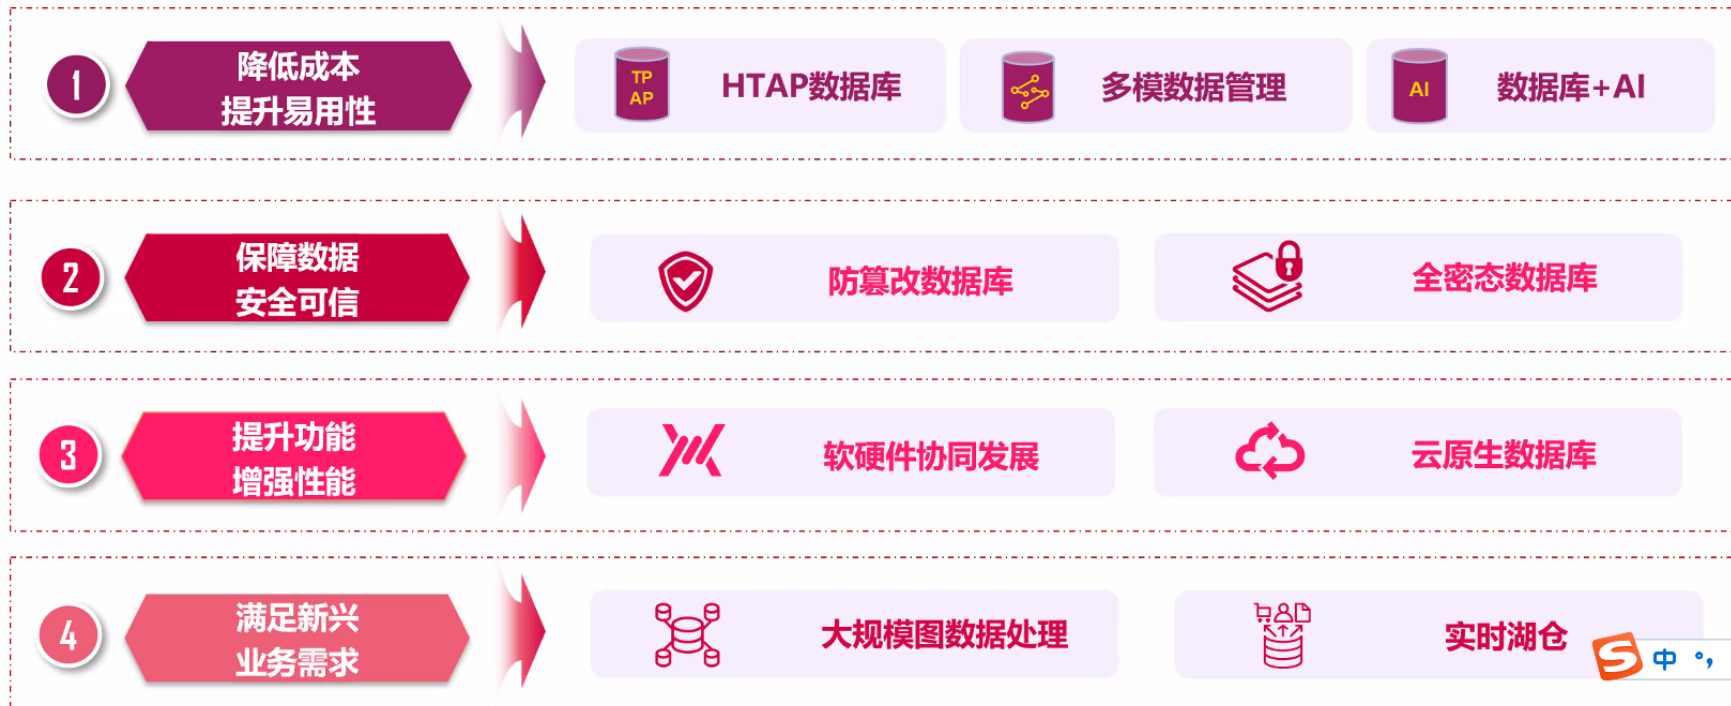 1
降低成本
提升易用性
TP
AP
HTAP数据库
多模数据管理
AI
数据库+AI
2
保障数据
安全可信
防篡改数据库
全密态数据库
3
提升功能
增强性能
软硬件协同发展
云原生数据库
4
满足新兴
业务需求
大规模图数据处理
实时湖仓
S 中 °,